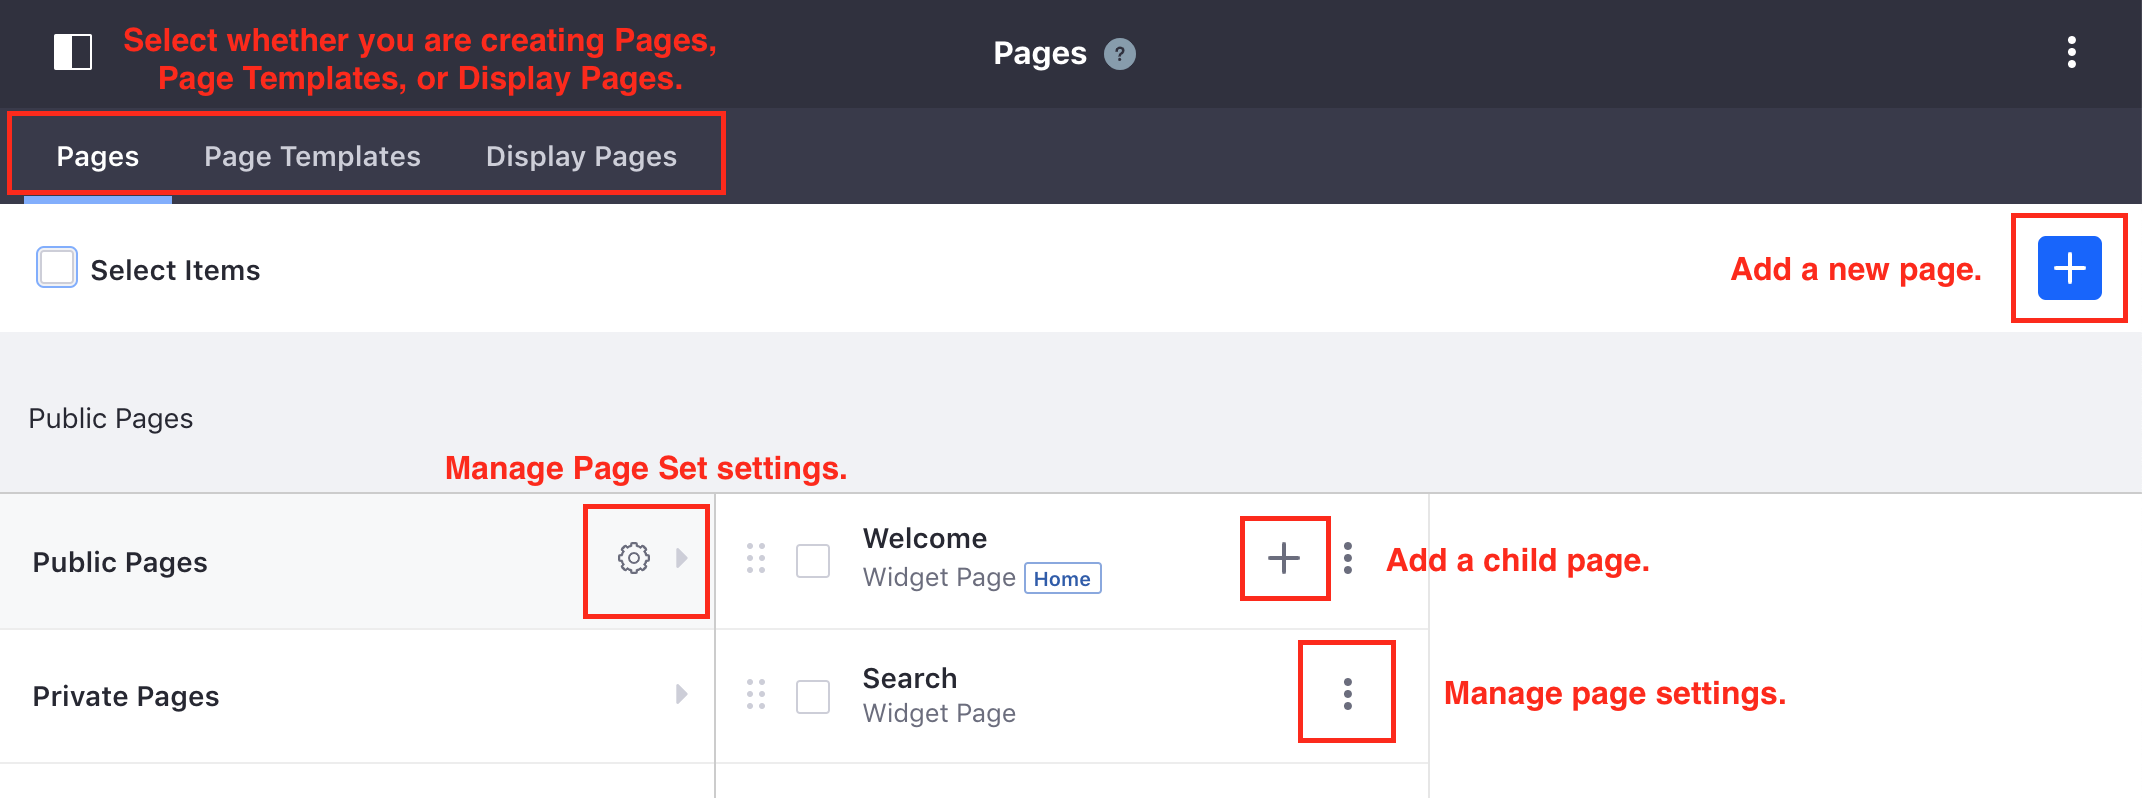 Select whether you are creating Pages,
Page Templates, or Display Pages.
Pages ?
Pages Page Templates Display Pages
Select Items
Add a new page.
Public Pages
Manage Page Set settings.
Public Pages
Welcome
Widget Page Home
Add a child page.
Private Pages
Search
Widget Page
Manage page settings.